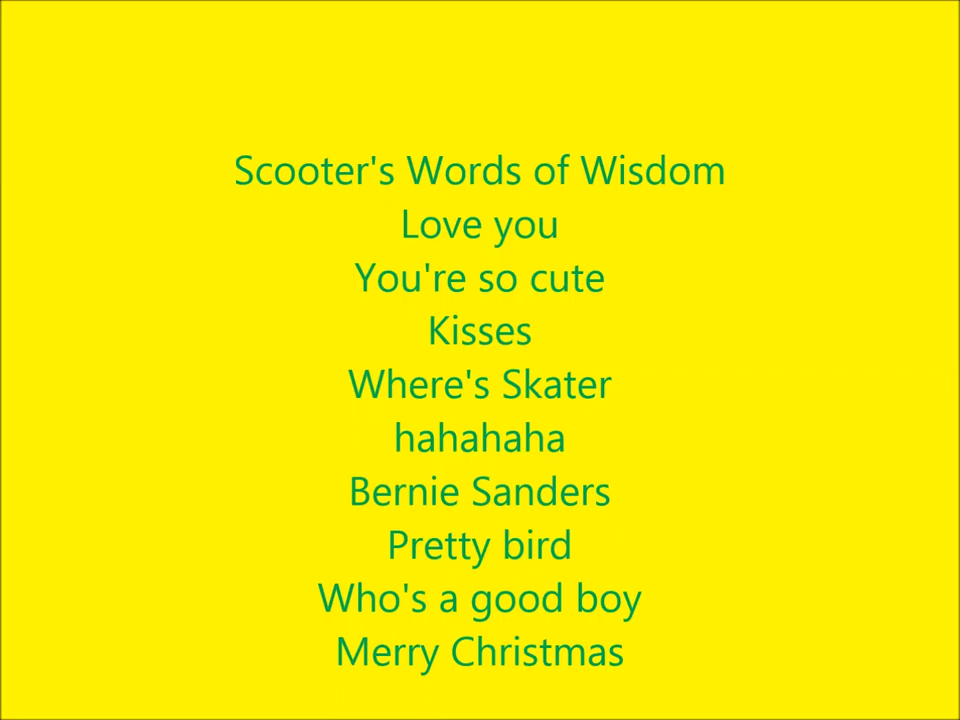 Scooter's Words of Wisdom
Love you
You're so cute
Kisses
Where's Skater
hahahaha
Bernie Sanders
Pretty bird
Who's a good boy
Merry Christmas